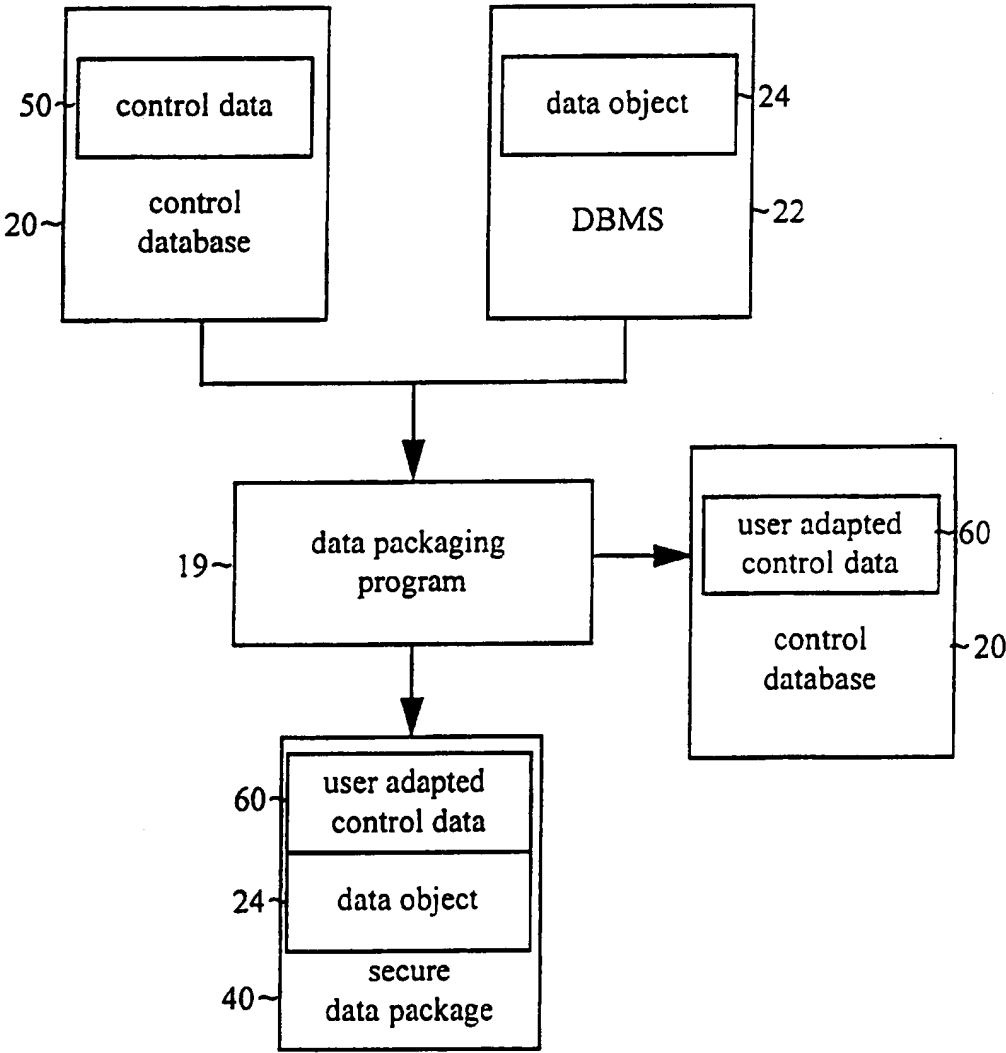 50 control data
20 control
database
data object 24
DBMS 22
19 data packaging
program
user adapted 60
control data
control 20
database
60 user adapted
control data
24 data object
secure
40 data package